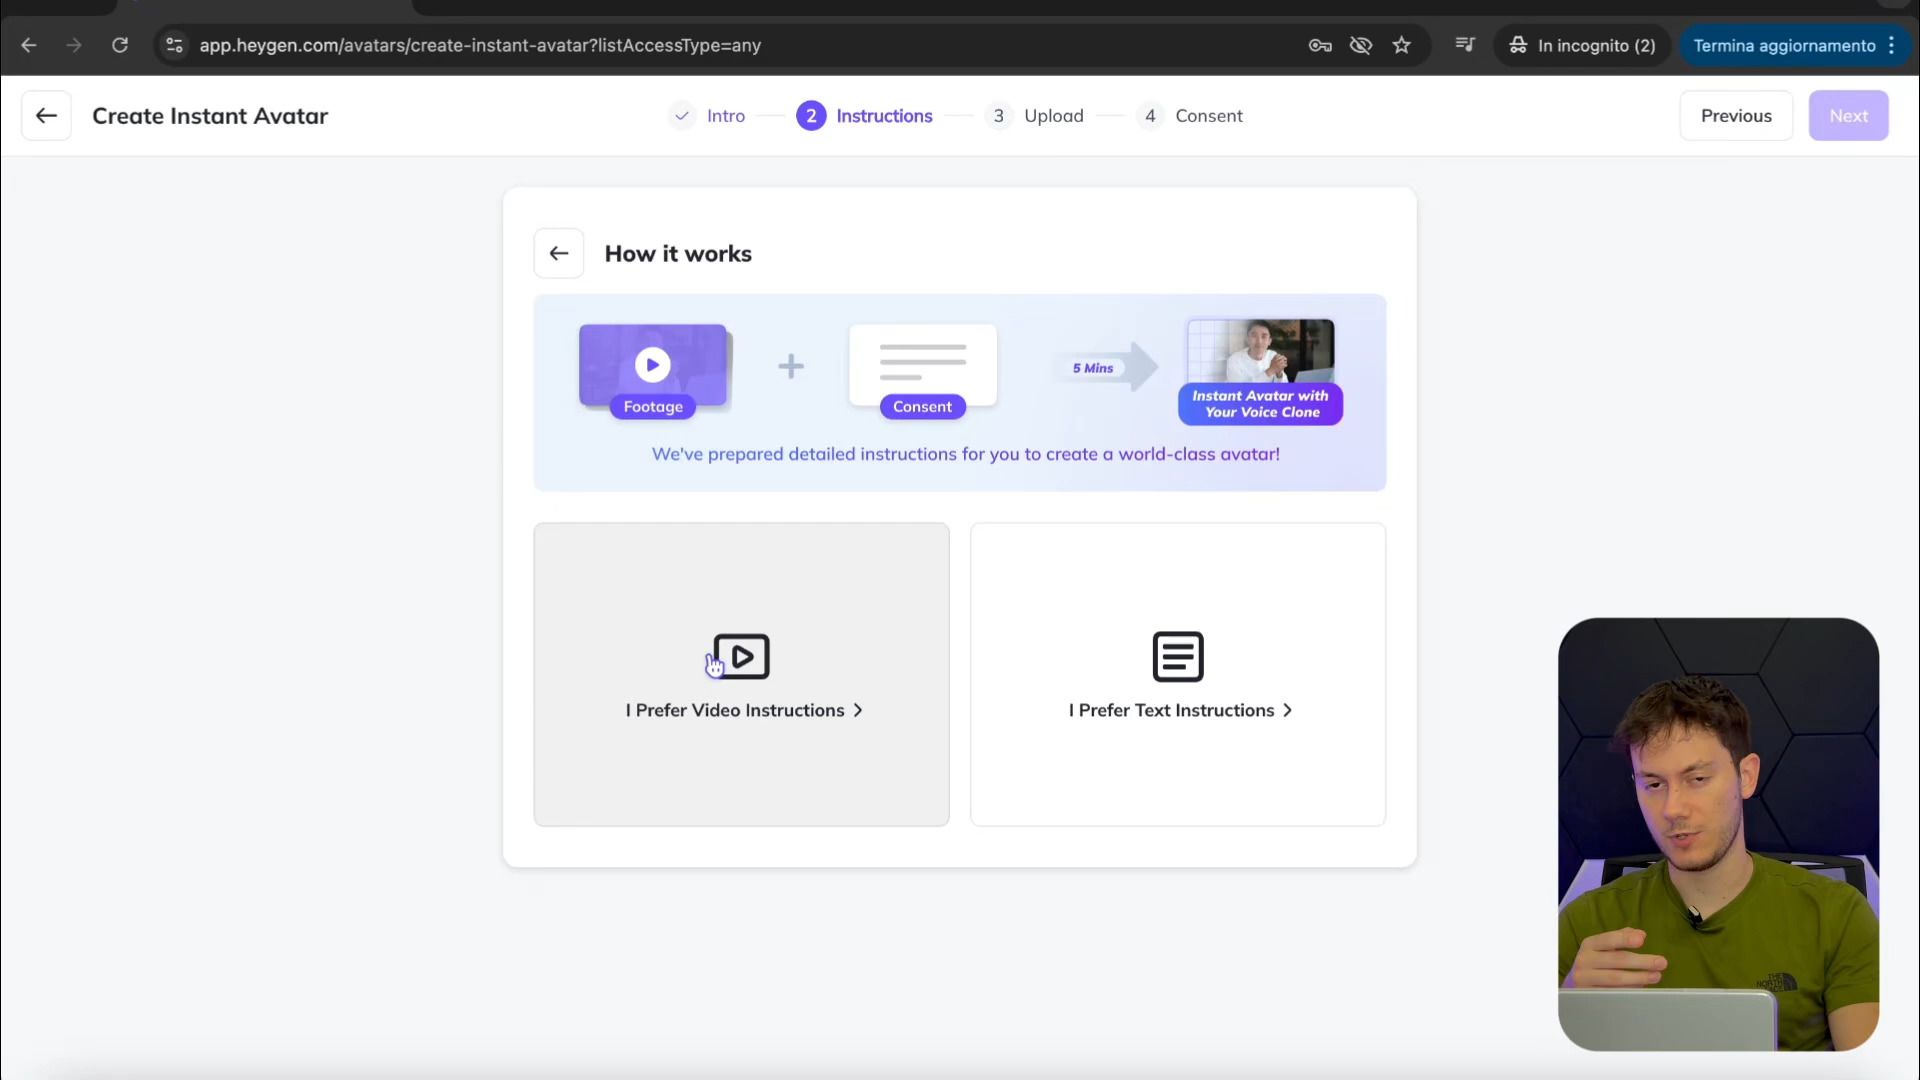 app.heygen.com/avatars/create-instant-avatar?listAccessType=any
In incognito (2)
Termina aggiornamento
Create Instant Avatar
Intro
2 Instructions
3 Upload
4 Consent
Previous
Next
How it works
Footage
Consent
5 Mins
Instant Avatar with
Your Voice Clone
We've prepared detailed instructions for you to create a world-class avatar!
I Prefer Video Instructions
I Prefer Text Instructions
THE
NORTH
FACE